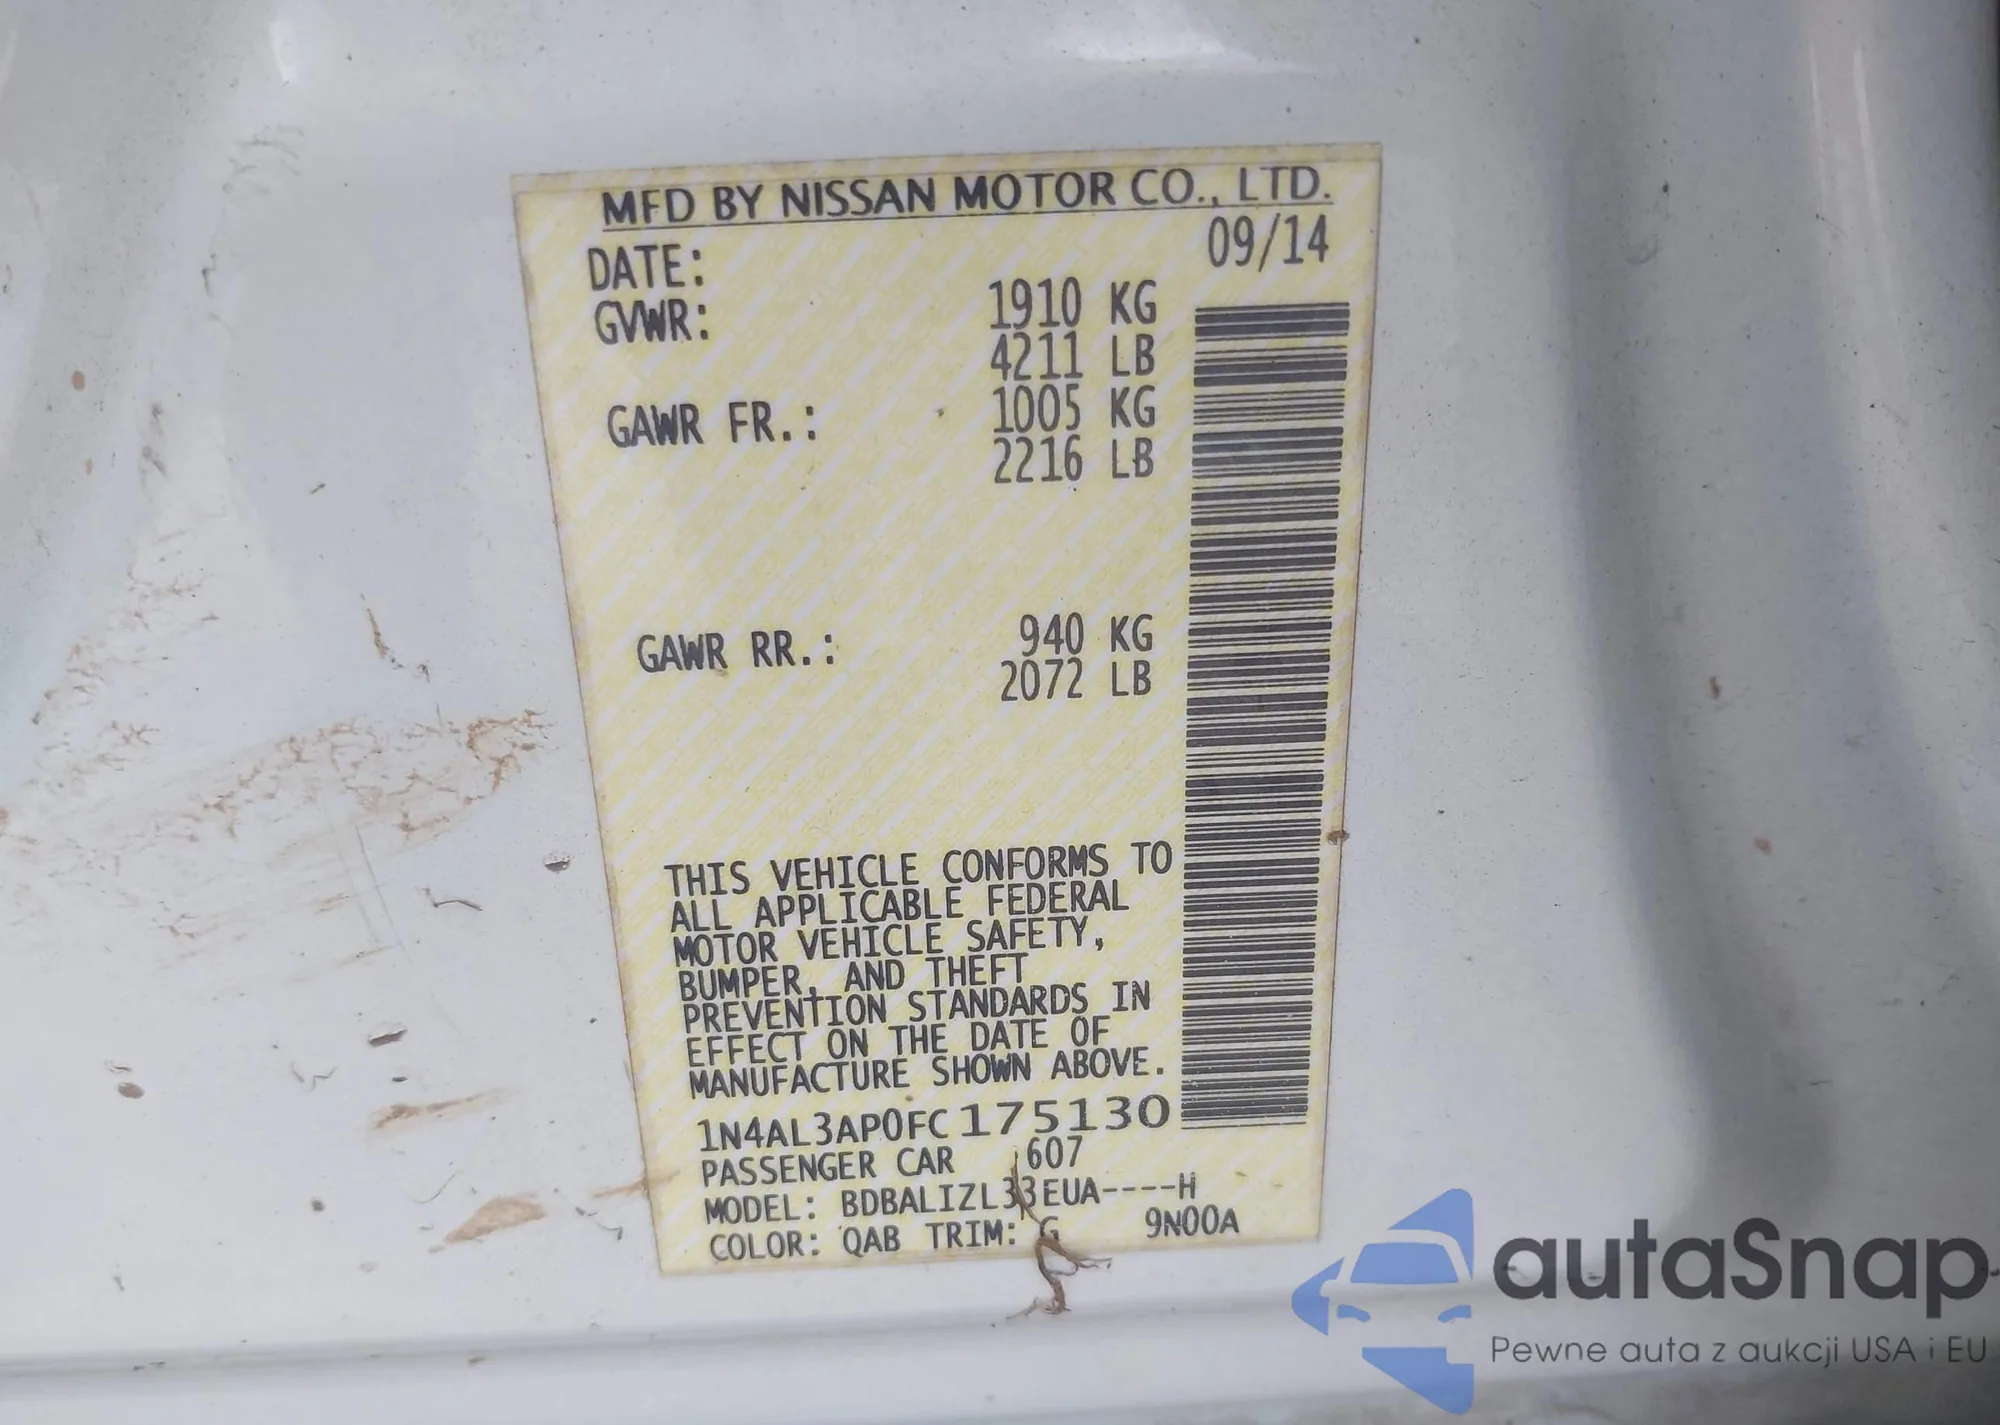 MFD BY NISSAN MOTOR CO., LTD.
DATE: 09/14
GVWR: 1910 KG
4211 LB
GAWR FR.: 1005 KG
2216 LB
GAWR RR.: 940 KG
2072 LB
THIS VEHICLE CONFORMS TO
ALL APPLICABLE FEDERAL
MOTOR VEHICLE SAFETY,
BUMPER, AND THEFT
PREVENTION STANDARDS IN
EFFECT ON THE DATE OF
MANUFACTURE SHOWN ABOVE.
1N4AL3AP0FC175130
PASSENGER CAR 607
MODEL: BDBALIZL33EUA----H
COLOR: QAB TRIM: G 9N00A
autaSnap
Pewne auta z aukcji USA i EU